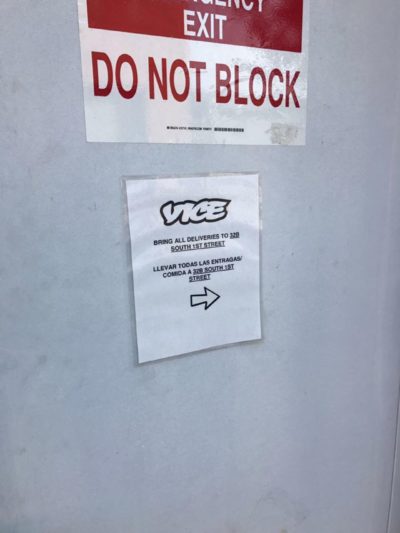 EMERGENCY
EXIT
DO NOT BLOCK
VICE
BRING ALL DELIVERIES TO 32B
SOUTH 1ST STREET
LLEVAR TODAS LAS ENTRAGAS/
COMIDA A 32B SOUTH 1ST
STREET